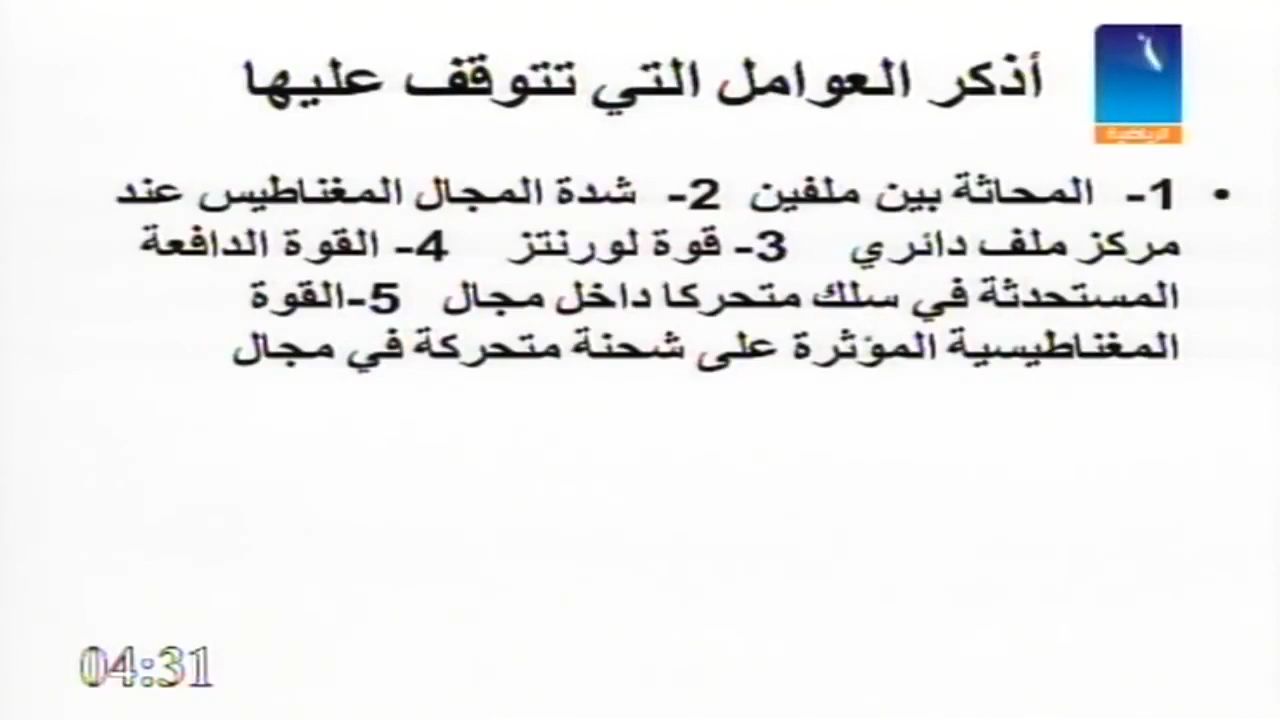 أذكر العوامل التي تتوقف عليها
الرياضية
• 1- المحاثة بين ملفين 2- شدة المجال المغناطيس عند
مركز ملف دائري 3- قوة لورنتز 4- القوة الدافعة
المستحدثة في سلك متحركا داخل مجال 5-القوة
المغناطيسية المؤثرة على شحنة متحركة في مجال
04:31